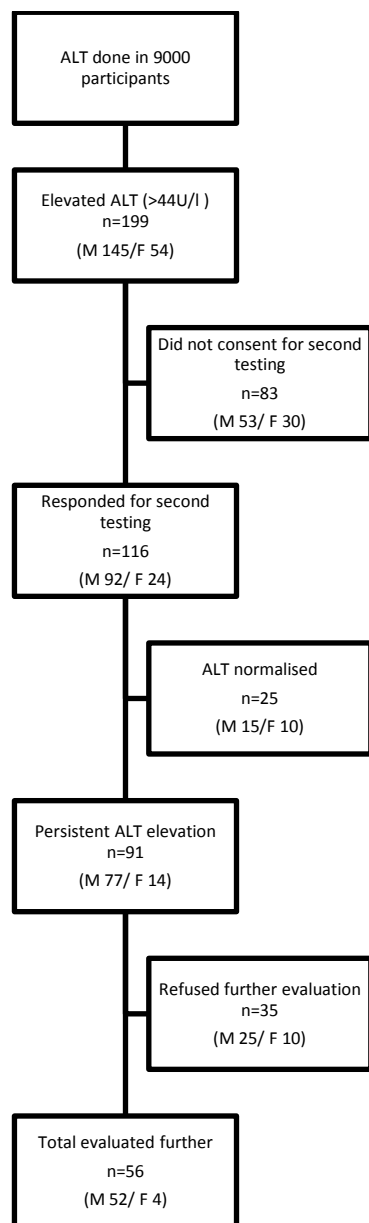 ALT done in 9000
participants
Elevated ALT (>44U/l )
n=199
(M 145/F 54)
Did not consent for second
testing
n=83
(M 53/ F 30)
Responded for second
testing
n=116
(M 92/ F 24)
ALT normalised
n=25
(M 15/F 10)
Persistent ALT elevation
n=91
(M 77/ F 14)
Refused further evaluation
n=35
(M 25/ F 10)
Total evaluated further
n=56
(M 52/ F 4)